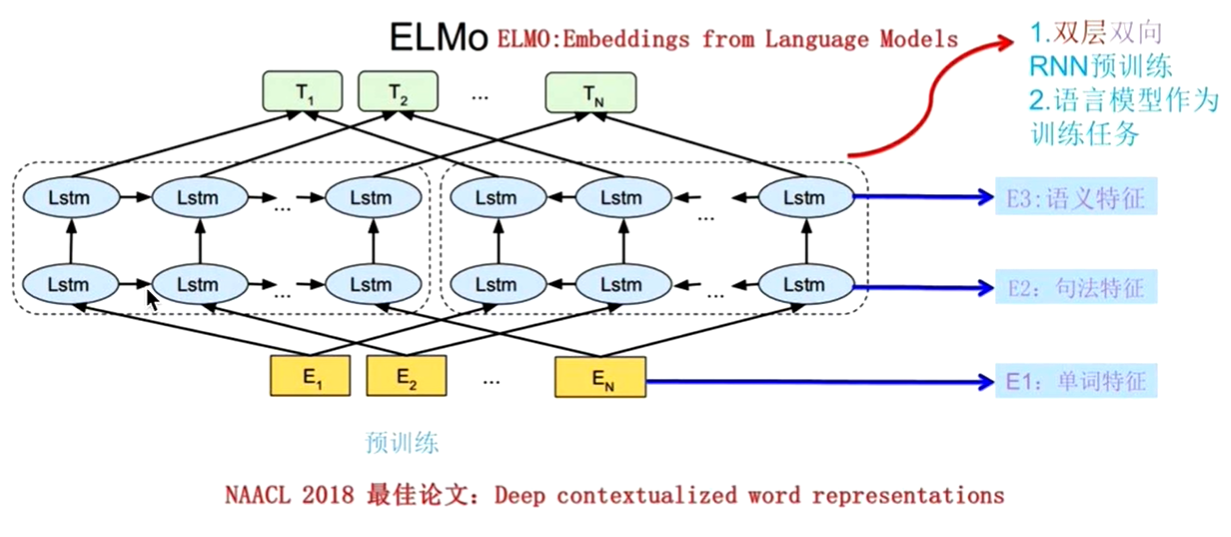 ELMo ELMO:Embeddings from Language Models
1.双层双向
RNN预训练
2.语言模型作为
训练任务
T1 T2 ... TN
Lstm Lstm ... Lstm Lstm Lstm ... Lstm
E3:语义特征
Lstm Lstm ... Lstm Lstm Lstm ... Lstm
E2：句法特征
E1 E2 ... EN
E1：单词特征
预训练
NAACL 2018 最佳论文：Deep contextualized word representations